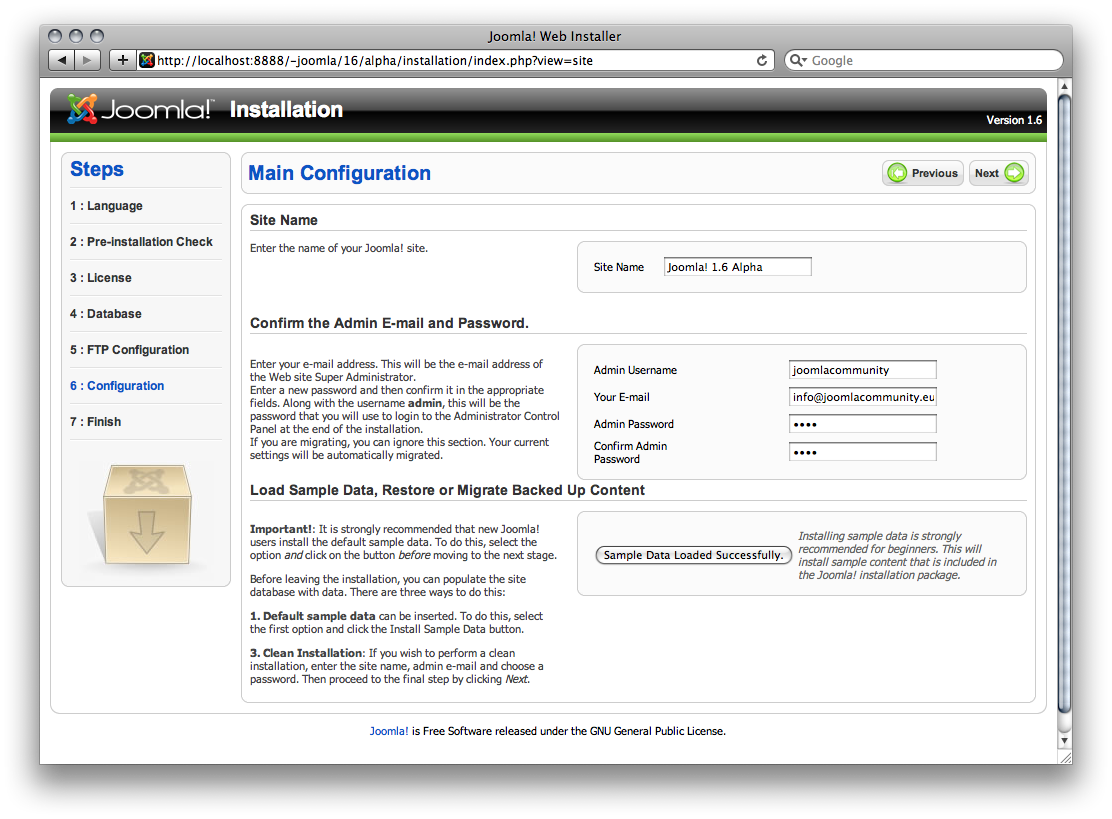 Joomla! Web Installer
http://localhost:8888/~joomla/16/alpha/installation/index.php?view=site
Google
Joomla!™ Installation
Version 1.6
Steps
1 : Language
2 : Pre-installation Check
3 : License
4 : Database
5 : FTP Configuration
6 : Configuration
7 : Finish
Main Configuration
Previous
Next
Site Name
Enter the name of your Joomla! site.
Site Name
Joomla! 1.6 Alpha
Confirm the Admin E-mail and Password.
Enter your e-mail address. This will be the e-mail address of
the Web site Super Administrator.
Enter a new password and then confirm it in the appropriate
fields. Along with the username admin, this will be the
password that you will use to login to the Administrator Control
Panel at the end of the installation.
If you are migrating, you can ignore this section. Your current
settings will be automatically migrated.
Admin Username
joomlacommunity
Your E-mail
info@joomlacommunity.eu
Admin Password
••••
Confirm Admin
Password
••••
Load Sample Data, Restore or Migrate Backed Up Content
Important!: It is strongly recommended that new Joomla!
users install the default sample data. To do this, select the
option and click on the button before moving to the next stage.
Before leaving the installation, you can populate the site
database with data. There are three ways to do this:
1. Default sample data can be inserted. To do this, select
the first option and click the Install Sample Data button.
3. Clean Installation: If you wish to perform a clean
installation, enter the site name, admin e-mail and choose a
password. Then proceed to the final step by clicking Next.
Sample Data Loaded Successfully.
Installing sample data is strongly
recommended for beginners. This will
install sample content that is included in
the Joomla! installation package.
Joomla! is Free Software released under the GNU General Public License.